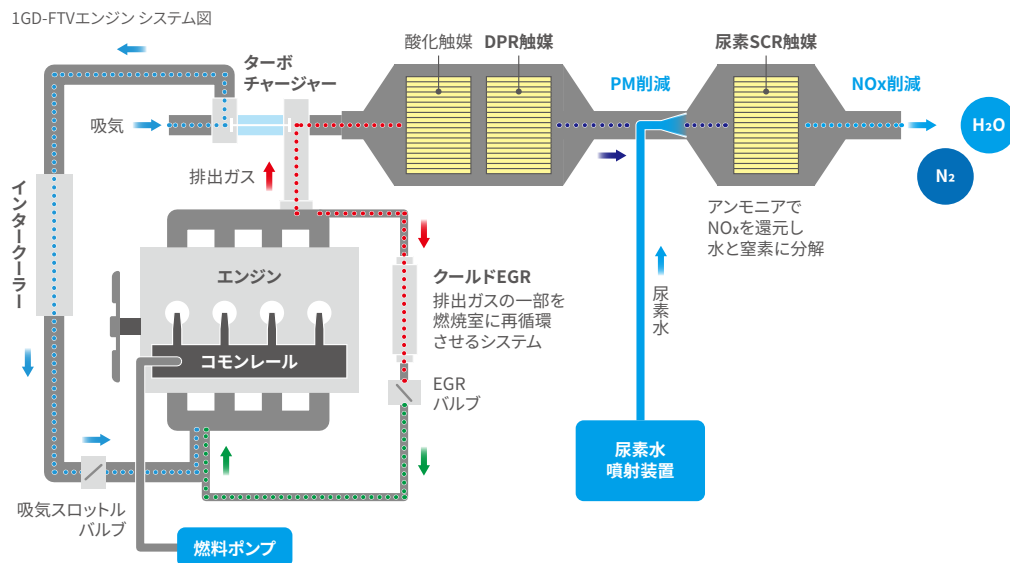 1GD-FTVエンジン システム図
ターボ
チャージャー
酸化触媒
DPR触媒
尿素SCR触媒
PM削減
NOx削減
吸気
H₂O
N₂
排出ガス
インタークーラー
アンモニアで
NOxを還元し
水と窒素に分解
エンジン
クールドEGR
排出ガスの一部を
燃焼室に再循環
させるシステム
尿素水
コモンレール
EGR
バルブ
尿素水
噴射装置
吸気スロットル
バルブ
燃料ポンプ